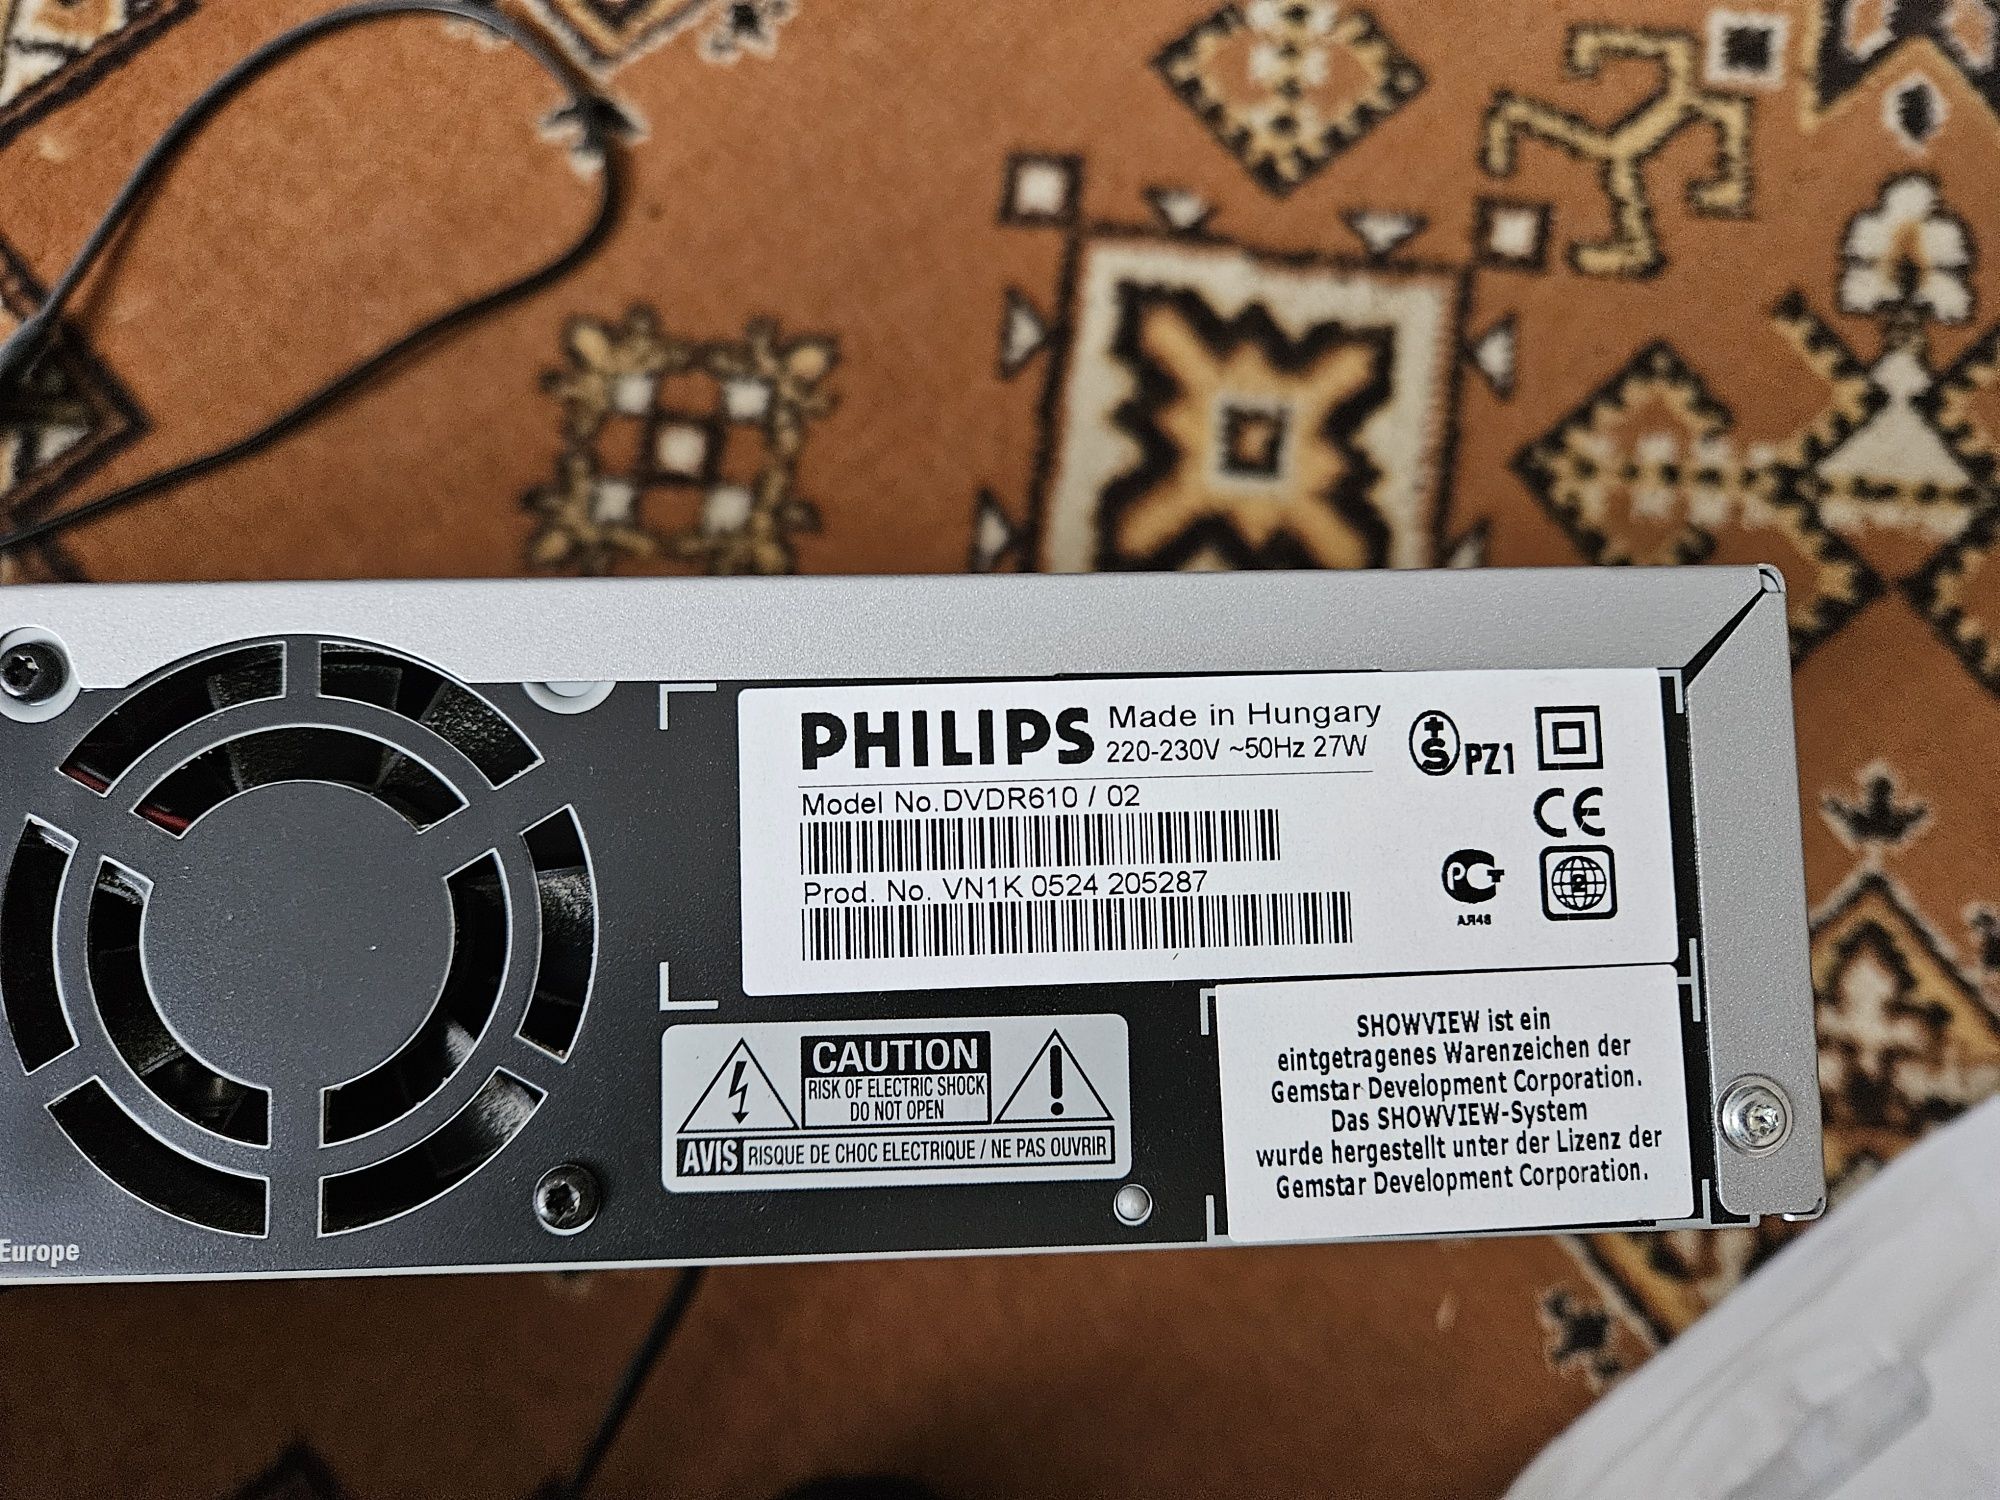 PHILIPS Made in Hungary
220-230V ~50Hz 27W
S PZ1
Model No.DVDR610 / 02
CE
Prod. No. VN1K 0524 205287
РСТ
АЯ48
2
CAUTION
RISK OF ELECTRIC SHOCK
DO NOT OPEN
AVIS RISQUE DE CHOC ELECTRIQUE / NE PAS OUVRIR
SHOWVIEW ist ein
eintgetragenes Warenzeichen der
Gemstar Development Corporation.
Das SHOWVIEW-System
wurde hergestellt unter der Lizenz der
Gemstar Development Corporation.
Europe